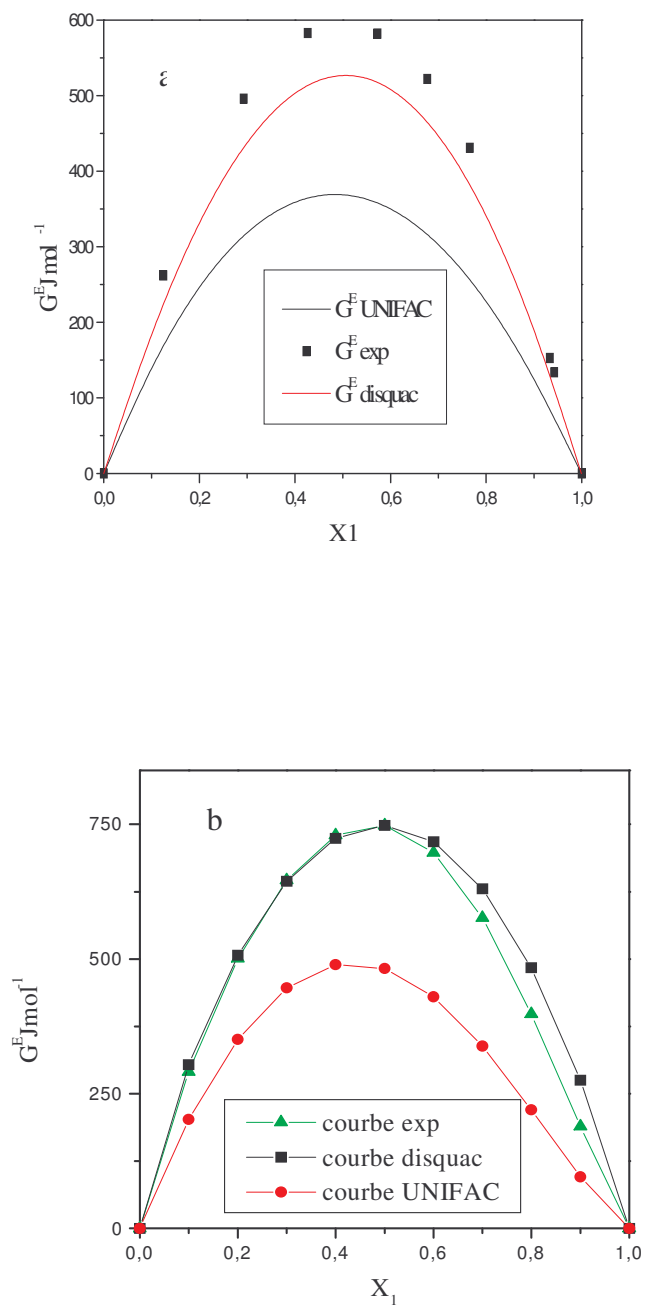 600
a
500
400
300
200
100
0
G^E Jmol^-1
G^E UNIFAC
G^E exp
G^E disquac
0,0 0,2 0,4 0,6 0,8 1,0
X1
b
750
500
250
0
G^E Jmol^-1
courbe exp
courbe disquac
courbe UNIFAC
0,0 0,2 0,4 0,6 0,8 1,0
X_1